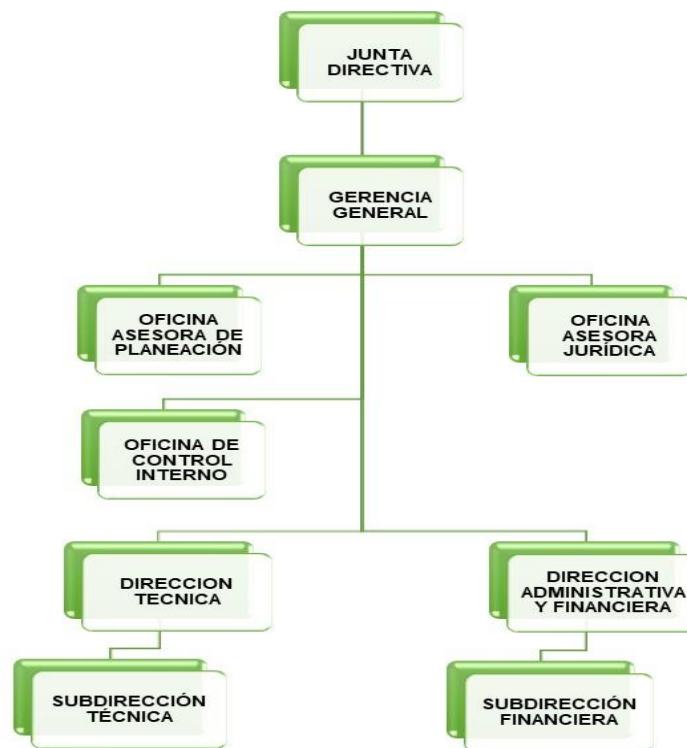 JUNTA
DIRECTIVA
GERENCIA
GENERAL
OFICINA
ASESORA DE
PLANEACIÓN
OFICINA
ASESORA
JURÍDICA
OFICINA DE
CONTROL
INTERNO
DIRECCION
TECNICA
DIRECCION
ADMINISTRATIVA
Y FINANCIERA
SUBDIRECCIÓN
TÉCNICA
SUBDIRECCIÓN
FINANCIERA